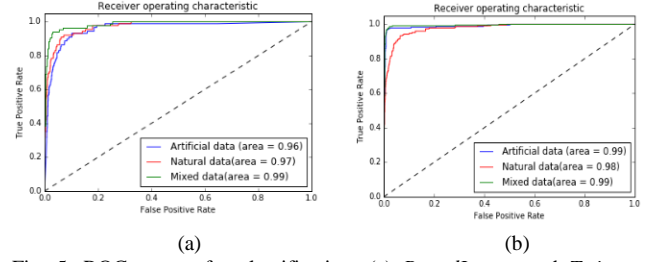 Receiver operating characteristic
1.0
0.8
0.6
0.4
0.2
0.0
True Positive Rate
0.2
0.4
0.6
0.8
1.0
False Positive Rate
Artificial data (area = 0.96)
Natural data(area = 0.97)
Mixed data(area = 0.99)
(a)
Receiver operating characteristic
1.0
0.8
0.6
0.4
0.2
0.0
True Positive Rate
0.2
0.4
0.6
0.8
1.0
False Positive Rate
Artificial data (area = 0.99)
Natural data(area = 0.98)
Mixed data(area = 0.99)
(b)